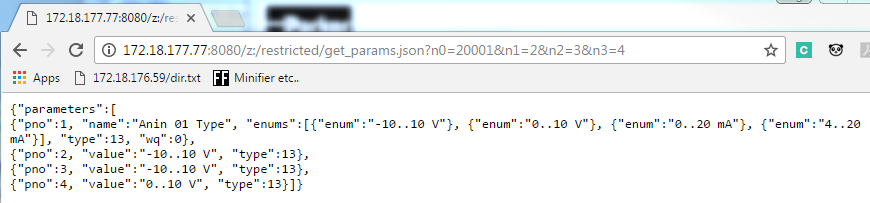 172.18.177.77:8080/z:/res
172.18.177.77:8080/z:/restricted/get_params.json?n0=20001&n1=2&n2=3&n3=4
Apps 172.18.176.59/dir.txt FF Minifier etc..
{"parameters":[
{"pno":1, "name":"Anin 01 Type", "enums":[{"enum":"-10..10 V"}, {"enum":"0..10 V"}, {"enum":"0..20 mA"}, {"enum":"4..20
mA"}], "type":13, "wq":0},
{"pno":2, "value":"-10..10 V", "type":13},
{"pno":3, "value":"-10..10 V", "type":13},
{"pno":4, "value":"0..10 V", "type":13}]}